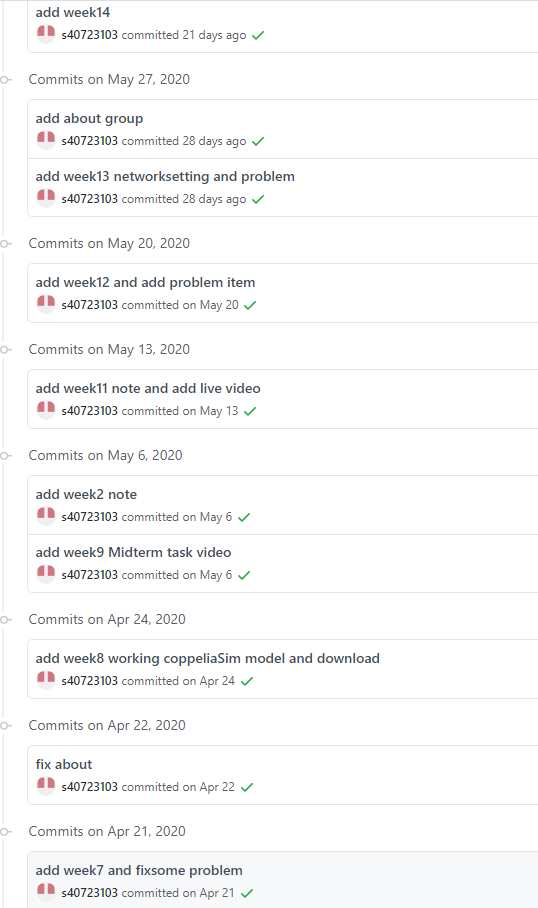 add week14
s40723103 committed 21 days ago
Commits on May 27, 2020
add about group
s40723103 committed 28 days ago
add week13 networksetting and problem
s40723103 committed 28 days ago
Commits on May 20, 2020
add week12 and add problem item
s40723103 committed on May 20
Commits on May 13, 2020
add week11 note and add live video
s40723103 committed on May 13
Commits on May 6, 2020
add week2 note
s40723103 committed on May 6
add week9 Midterm task video
s40723103 committed on May 6
Commits on Apr 24, 2020
add week8 working coppeliaSim model and download
s40723103 committed on Apr 24
Commits on Apr 22, 2020
fix about
s40723103 committed on Apr 22
Commits on Apr 21, 2020
add week7 and fixsome problem
s40723103 committed on Apr 21